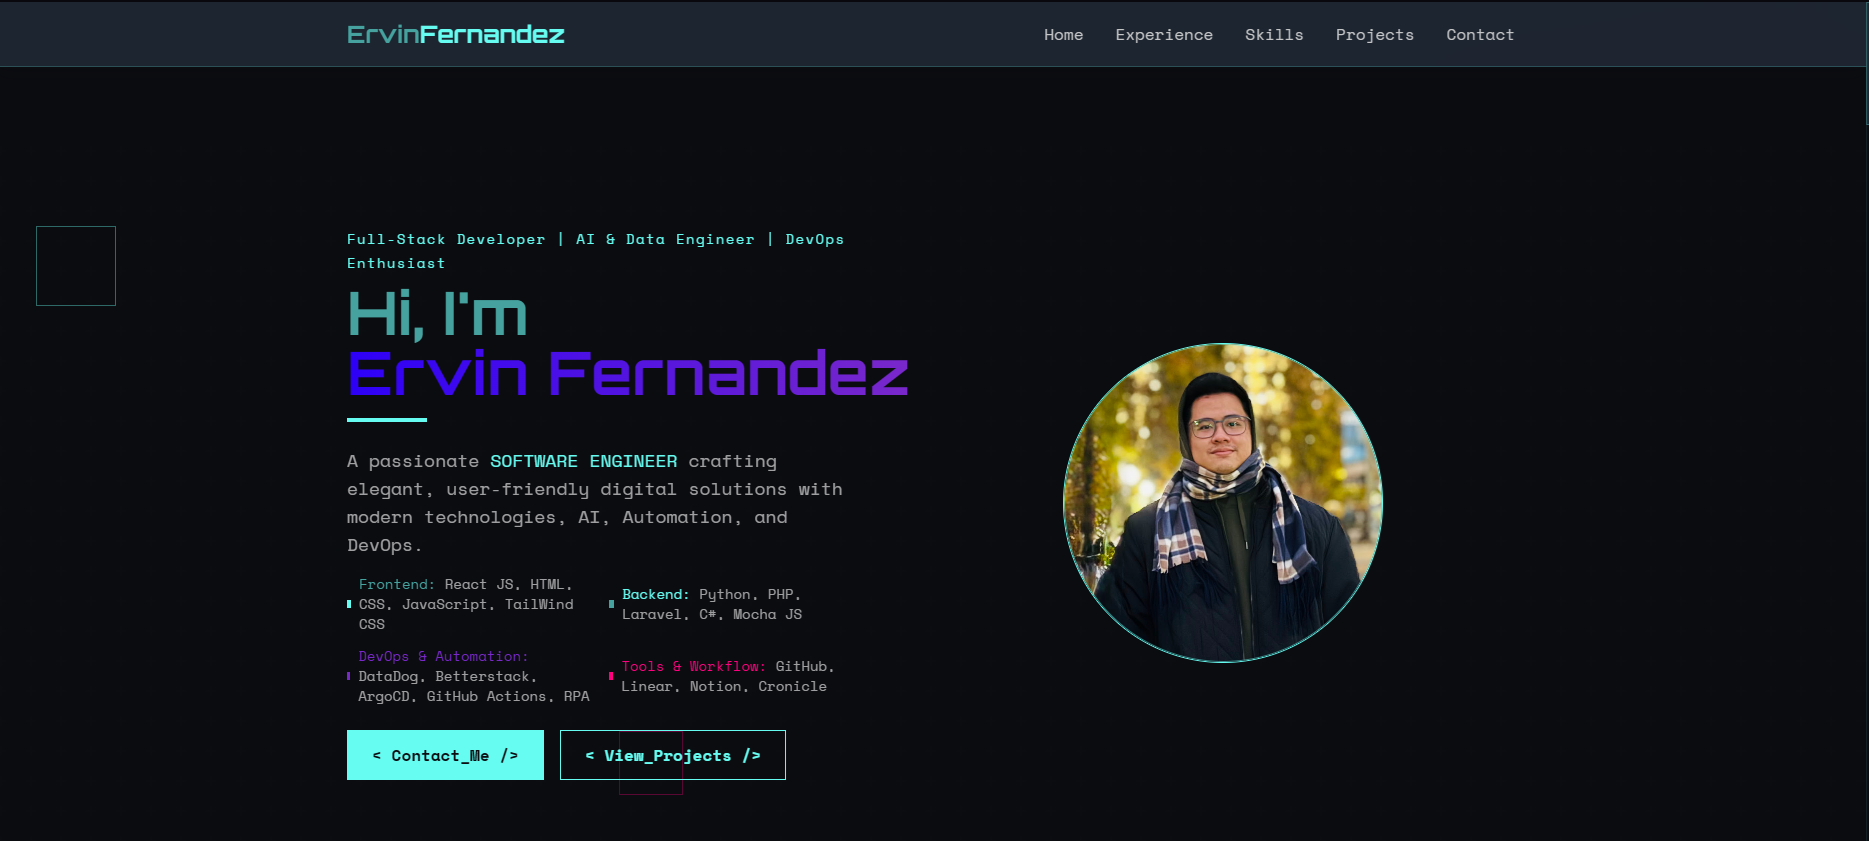 ErvinFernandez
Home Experience Skills Projects Contact
Full-Stack Developer | AI & Data Engineer | DevOps
Enthusiast
Hi, I'm
Ervin Fernandez
A passionate SOFTWARE ENGINEER crafting
elegant, user-friendly digital solutions with
modern technologies, AI, Automation, and
DevOps.
Frontend: React JS, HTML,
CSS, JavaScript, TailWind
CSS
Backend: Python, PHP,
Laravel, C#, Mocha JS
DevOps & Automation:
DataDog, Betterstack,
ArgoCD, GitHub Actions, RPA
Tools & Workflow: GitHub,
Linear, Notion, Cronicle
< Contact_Me />
< View_Projects />